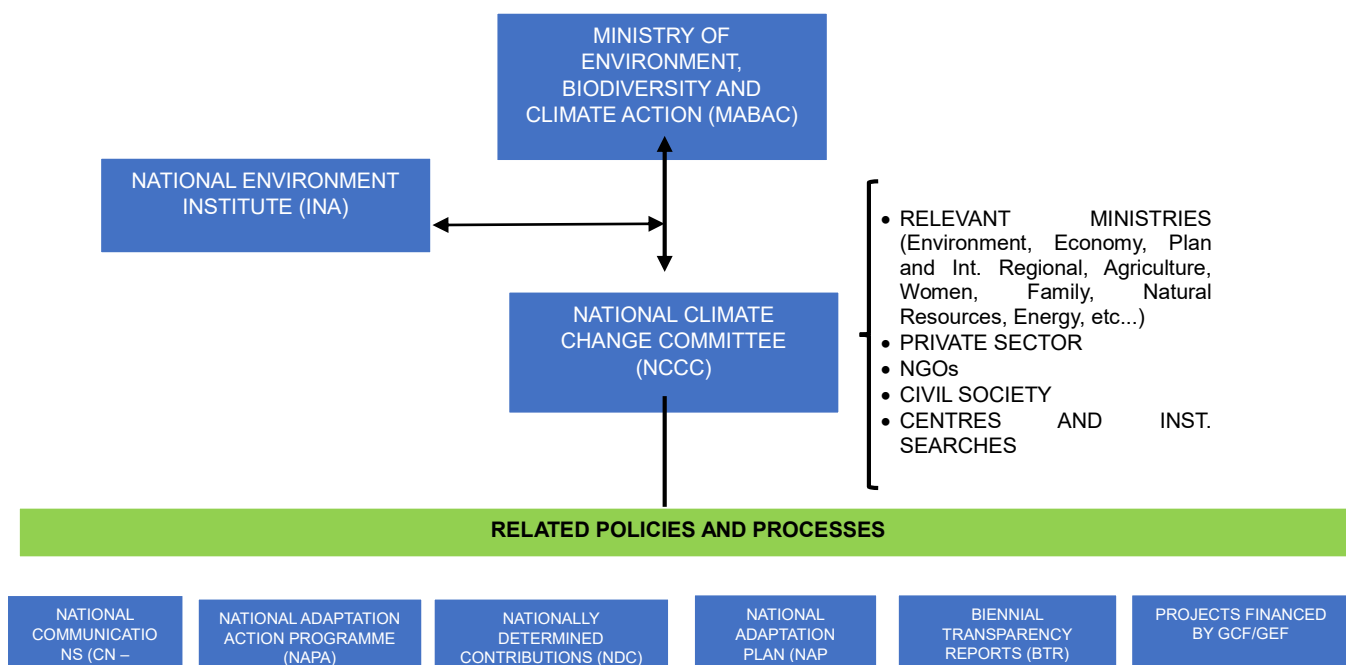 MINISTRY OF
ENVIRONMENT,
BIODIVERSITY AND
CLIMATE ACTION (MABAC)
NATIONAL ENVIRONMENT
INSTITUTE (INA)
NATIONAL CLIMATE
CHANGE COMMITTEE
(NCCC)
• RELEVANT MINISTRIES
(Environment, Economy, Plan
and Int. Regional, Agriculture,
Women, Family, Natural
Resources, Energy, etc...)
• PRIVATE SECTOR
• NGOs
• CIVIL SOCIETY
• CENTRES AND INST.
SEARCHES
RELATED POLICIES AND PROCESSES
NATIONAL
COMMUNICATIO
NS (CN –
NATIONAL ADAPTATION
ACTION PROGRAMME
(NAPA)
NATIONALLY
DETERMINED
CONTRIBUTIONS (NDC)
NATIONAL
ADAPTATION
PLAN (NAP
BIENNIAL
TRANSPARENCY
REPORTS (BTR)
PROJECTS FINANCED
BY GCF/GEF